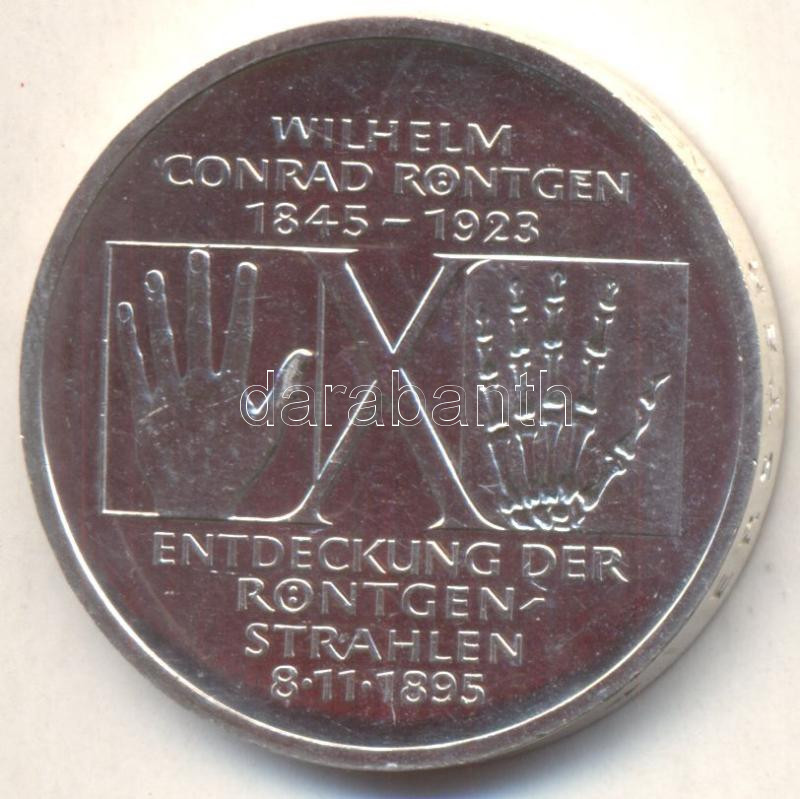 WILHELM
CONRAD RÖNTGEN
1845 - 1923
X
darabanth
ENTDECKUNG DER
RÖNTGEN-
STRAHLEN
8·11·1895